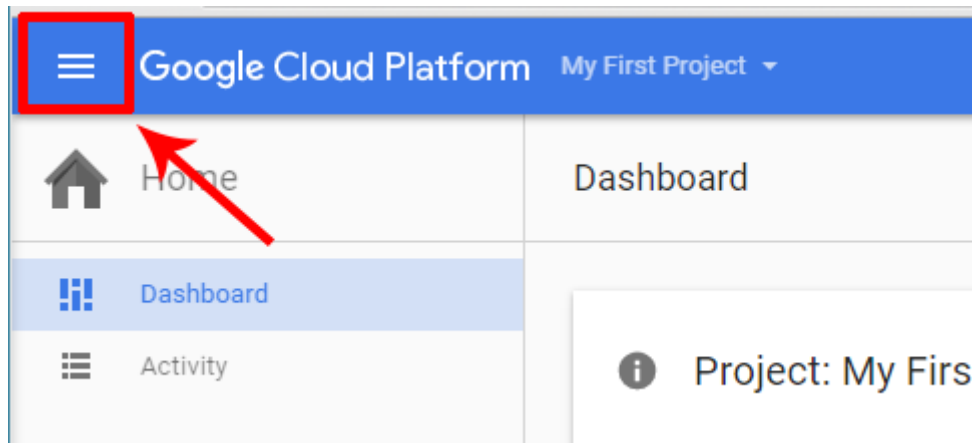 Google Cloud Platform My First Project
Home
Dashboard
Dashboard
Activity
Project: My Firs